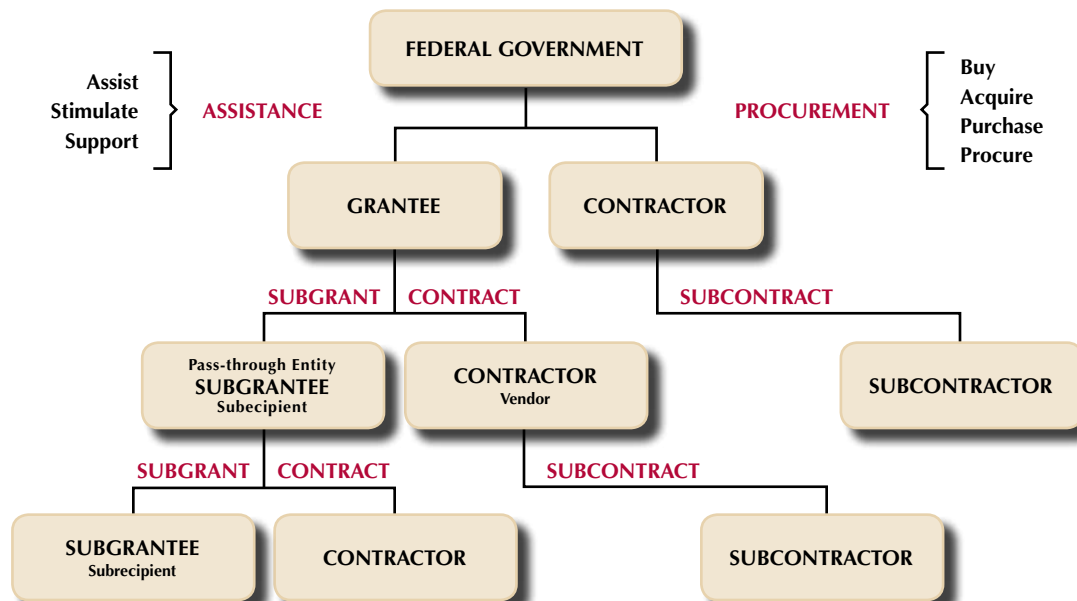 FEDERAL GOVERNMENT
Assist
Stimulate
Support
ASSISTANCE
PROCUREMENT
Buy
Acquire
Purchase
Procure
GRANTEE
CONTRACTOR
SUBGRANT
CONTRACT
SUBCONTRACT
Pass-through Entity
SUBGRANTEE
Subecipient
CONTRACTOR
Vendor
SUBCONTRACTOR
SUBGRANT
CONTRACT
SUBCONTRACT
SUBGRANTEE
Subrecipient
CONTRACTOR
SUBCONTRACTOR